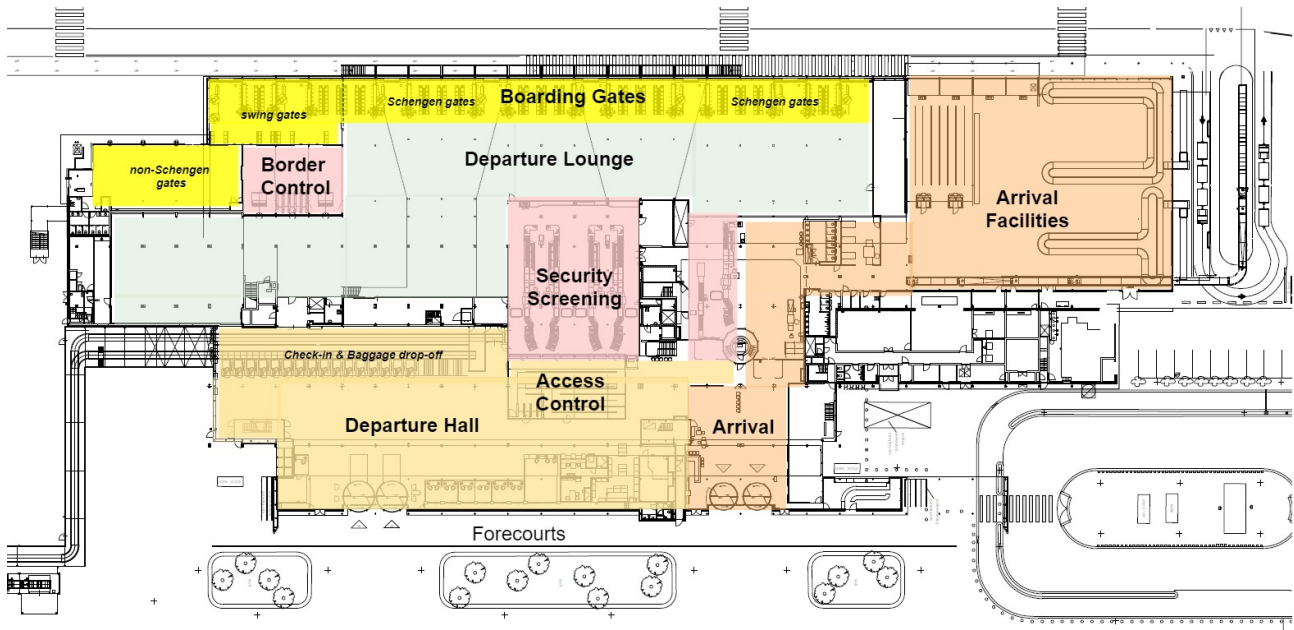 Boarding Gates
Schengen gates
Schengen gates
swing gates
Departure Lounge
Border
Control
non-Schengen
gates
Arrival
Facilities
Security
Screening
Check-in & Baggage drop-off
Access
Control
Departure Hall
Arrival
Forecourts